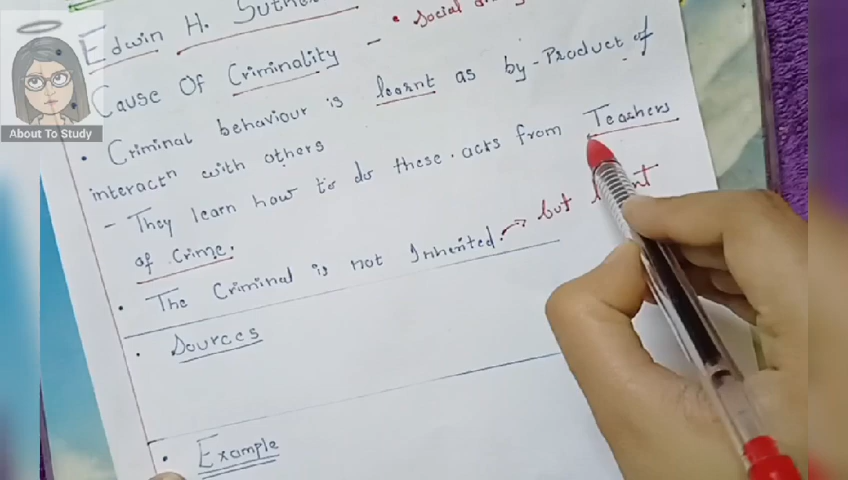 Edwin H.
• Social
• Cause Of Criminality -
• Criminal behaviour is learnt as by-Product of
interactn with others
- They learn how to do these acts from Teachers
of Crime.
• The Criminal is not Inherited. → but
• Sources
• Example
About To Study